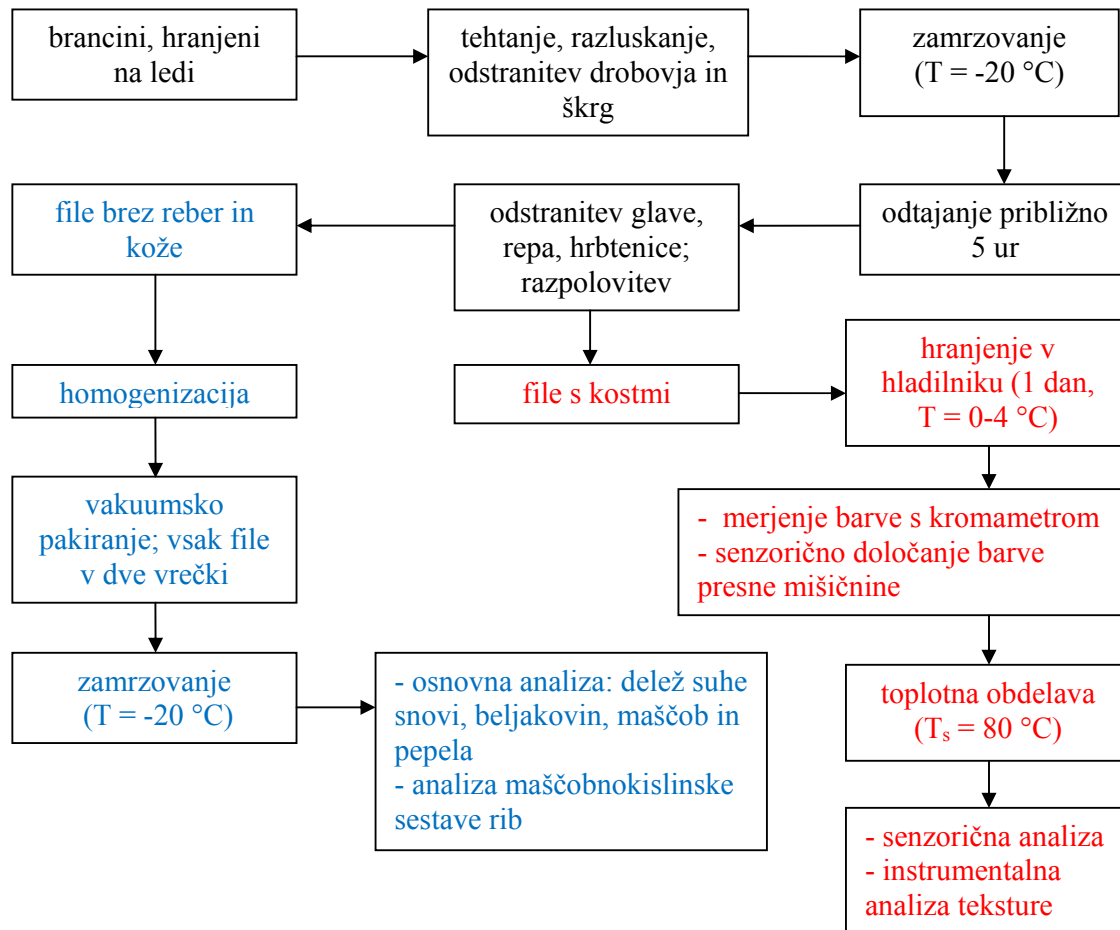 brancini, hranjeni
na ledi
tehtanje, razluskanje,
odstranitev drobovja in
škrg
zamrzovanje
(T = -20 °C)
odtajanje približno
5 ur
odstranitev glave,
repa, hrbtenice;
razpolovitev
file brez reber in
kože
homogenizacija
vakuumsko
pakiranje; vsak file
v dve vrečki
zamrzovanje
(T = -20 °C)
- osnovna analiza: delež suhe
snovi, beljakovin, maščob in
pepela
- analiza maščobnokislinske
sestave rib
file s kostmi
hranjenje v
hladilniku (1 dan,
T = 0-4 °C)
- merjenje barve s kromametrom
- senzorično določanje barve
presne mišičnine
toplotna obdelava
(Ts = 80 °C)
- senzorična analiza
- instrumentalna
analiza teksture